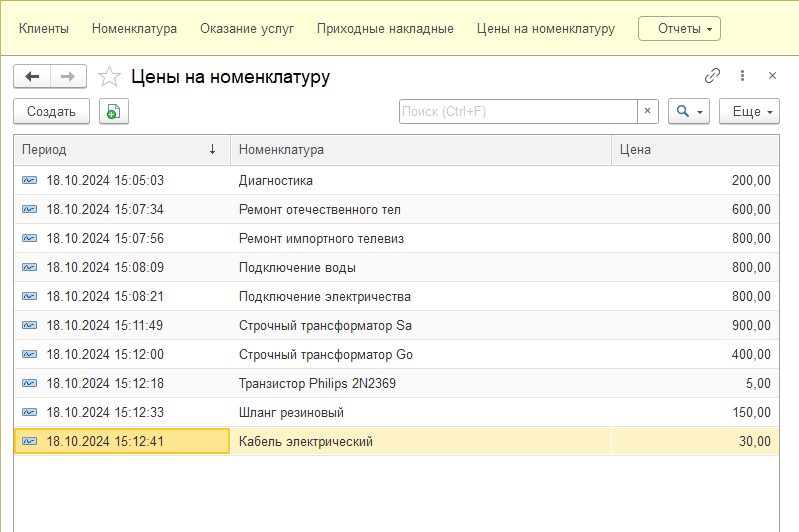 Клиенты Номенклатура Оказание услуг Приходные накладные Цены на номенклатуру Отчеты
Цены на номенклатуру
Создать Поиск (Ctrl+F) Еще
Период Номенклатура Цена
18.10.2024 15:05:03 Диагностика 200,00
18.10.2024 15:07:34 Ремонт отечественного тел 600,00
18.10.2024 15:07:56 Ремонт импортного телевиз 800,00
18.10.2024 15:08:09 Подключение воды 800,00
18.10.2024 15:08:21 Подключение электричества 800,00
18.10.2024 15:11:49 Строчный трансформатор Sa 900,00
18.10.2024 15:12:00 Строчный трансформатор Go 400,00
18.10.2024 15:12:18 Транзистор Philips 2N2369 5,00
18.10.2024 15:12:33 Шланг резиновый 150,00
18.10.2024 15:12:41 Кабель электрический 30,00